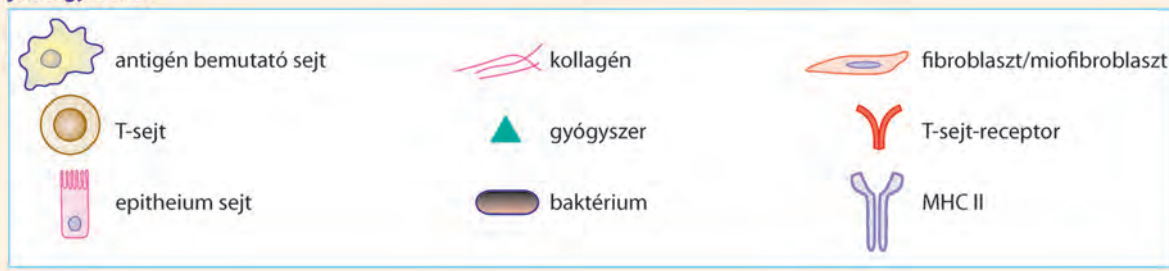 antigén bemutató sejt
kollagén
fibroblaszt/miofibroblaszt
T-sejt
gyógyszer
T-sejt-receptor
epitheium sejt
baktérium
MHC II